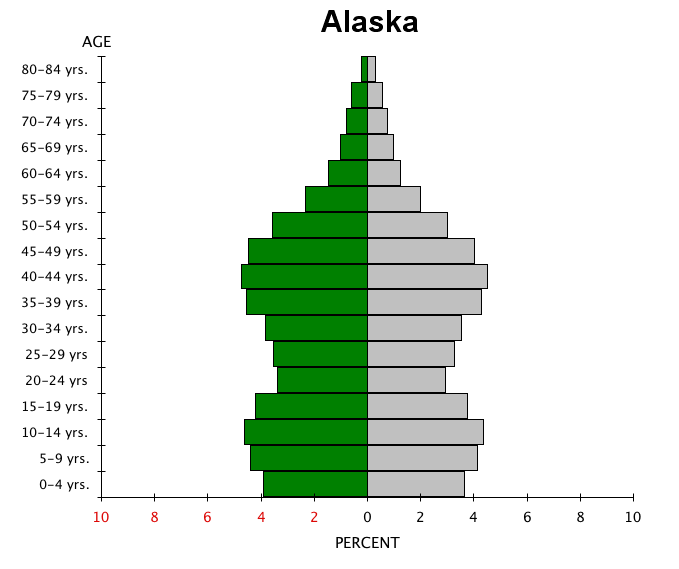 Alaska
AGE
80-84 yrs.
75-79 yrs.
70-74 yrs.
65-69 yrs.
60-64 yrs.
55-59 yrs.
50-54 yrs.
45-49 yrs.
40-44 yrs.
35-39 yrs.
30-34 yrs.
25-29 yrs
20-24 yrs
15-19 yrs.
10-14 yrs.
5-9 yrs.
0-4 yrs.
10 8 6 4 2 0 2 4 6 8 10
PERCENT